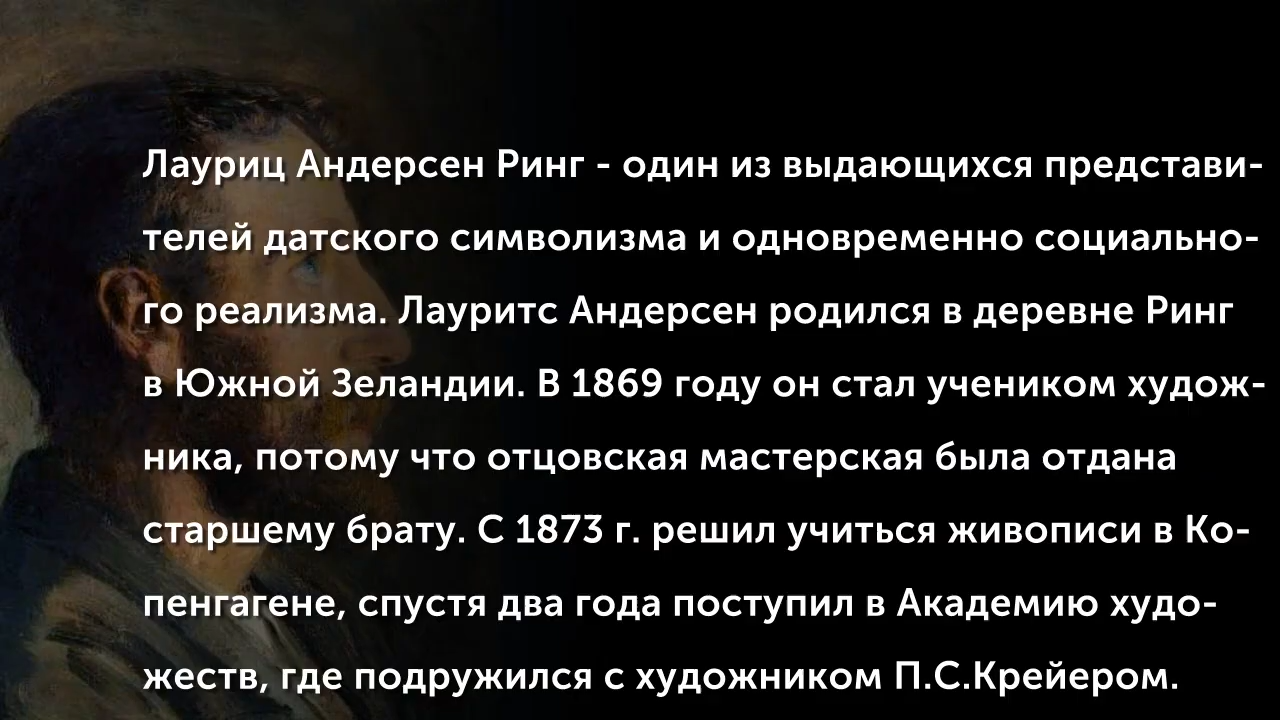 Лауриц Андерсен Ринг - один из выдающихся представи-
телей датского символизма и одновременно социально-
го реализма. Лауритс Андерсен родился в деревне Ринг
в Южной Зеландии. В 1869 году он стал учеником худож-
ника, потому что отцовская мастерская была отдана
старшему брату. С 1873 г. решил учиться живописи в Ко-
пенгагене, спустя два года поступил в Академию худо-
жеств, где подружился с художником П.С.Крейером.